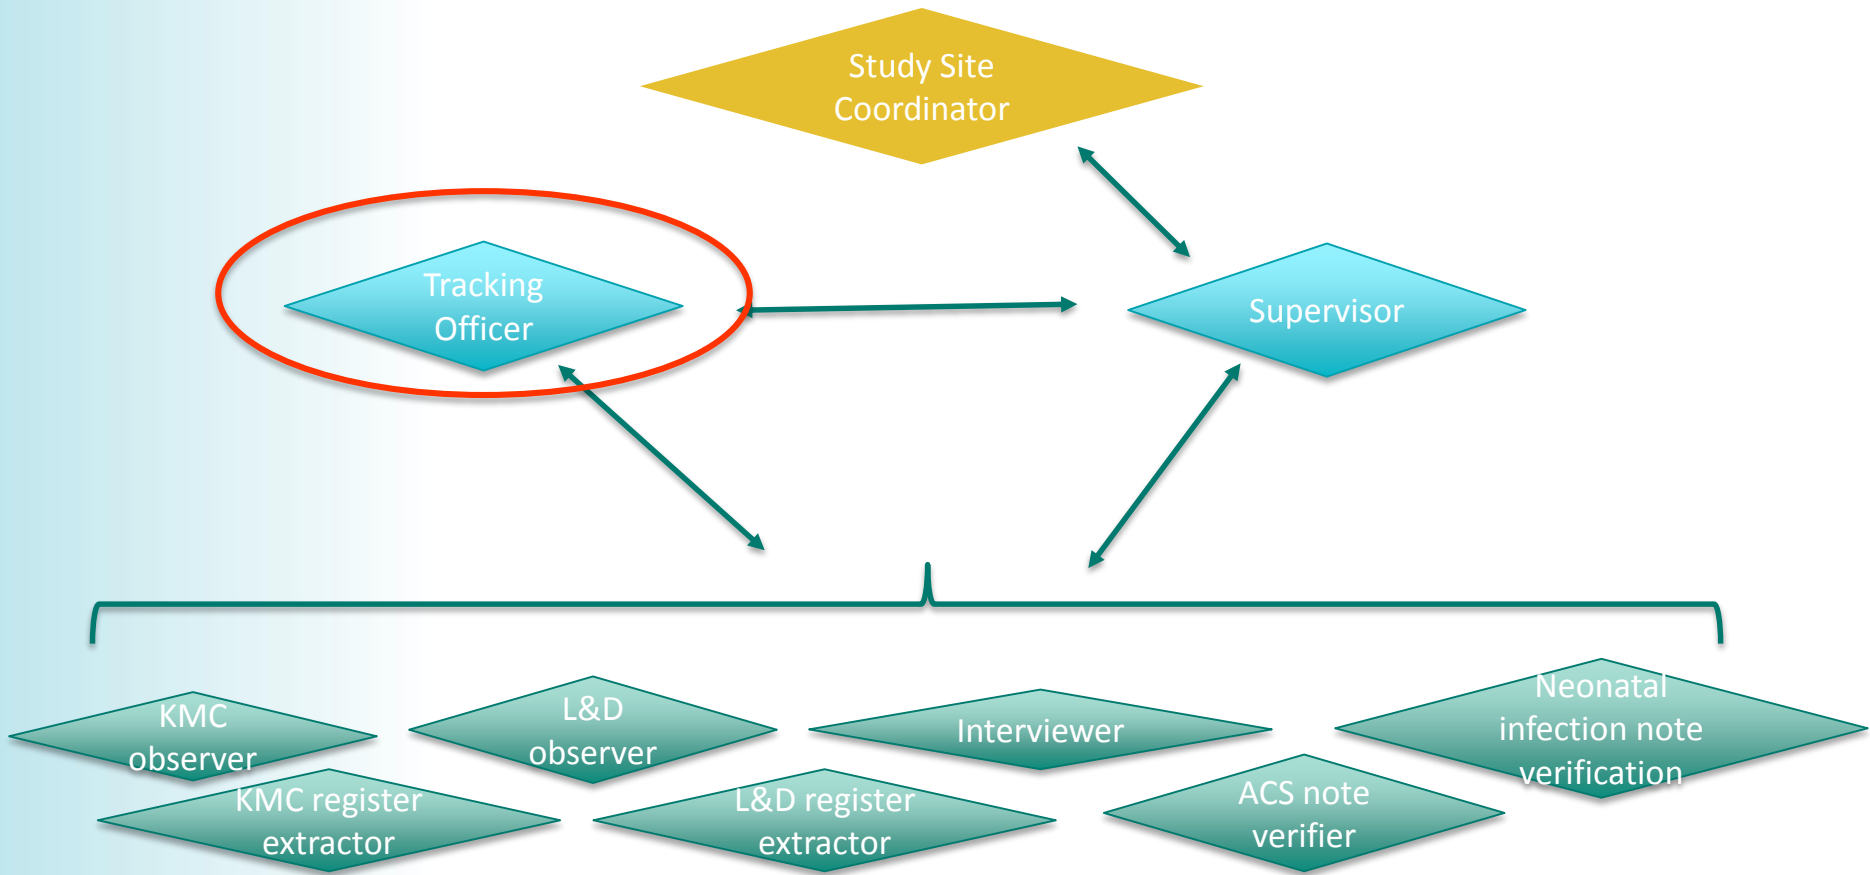 Study Site
Coordinator
Tracking
Officer
Supervisor
KMC
observer
L&D
observer
Interviewer
Neonatal
infection note
verification
KMC register
extractor
L&D register
extractor
ACS note
verifier